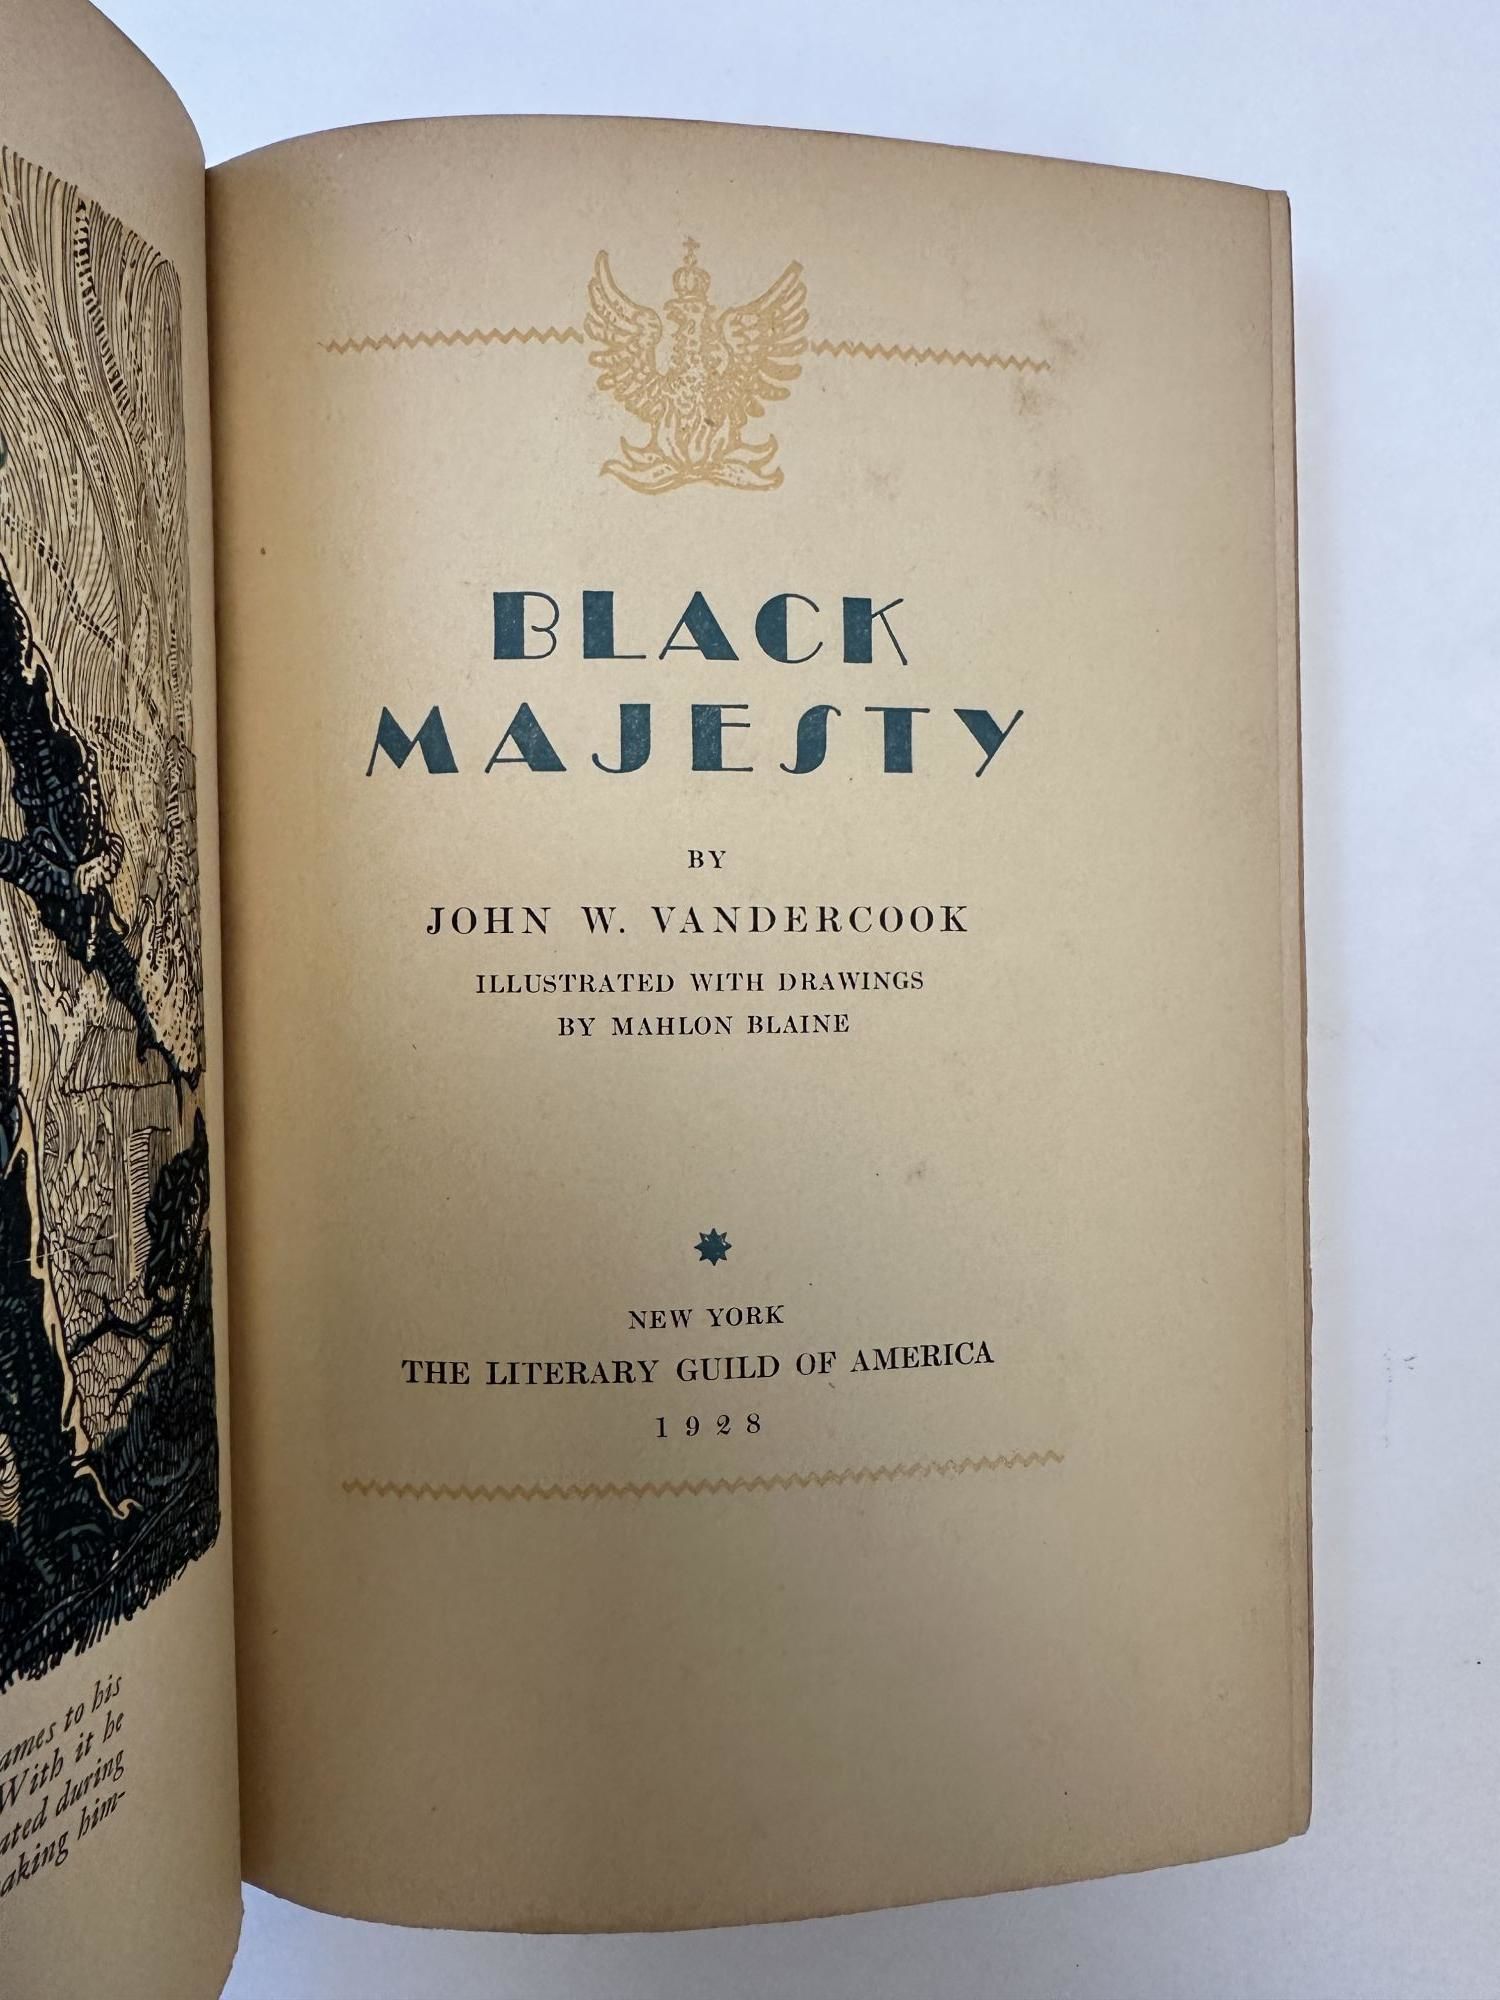 ames to his
With it he
ated during
aking him-
BLACK
MAJESTY
BY
JOHN W. VANDERCOOK
ILLUSTRATED WITH DRAWINGS
BY MAHLON BLAINE
NEW YORK
THE LITERARY GUILD OF AMERICA
1928